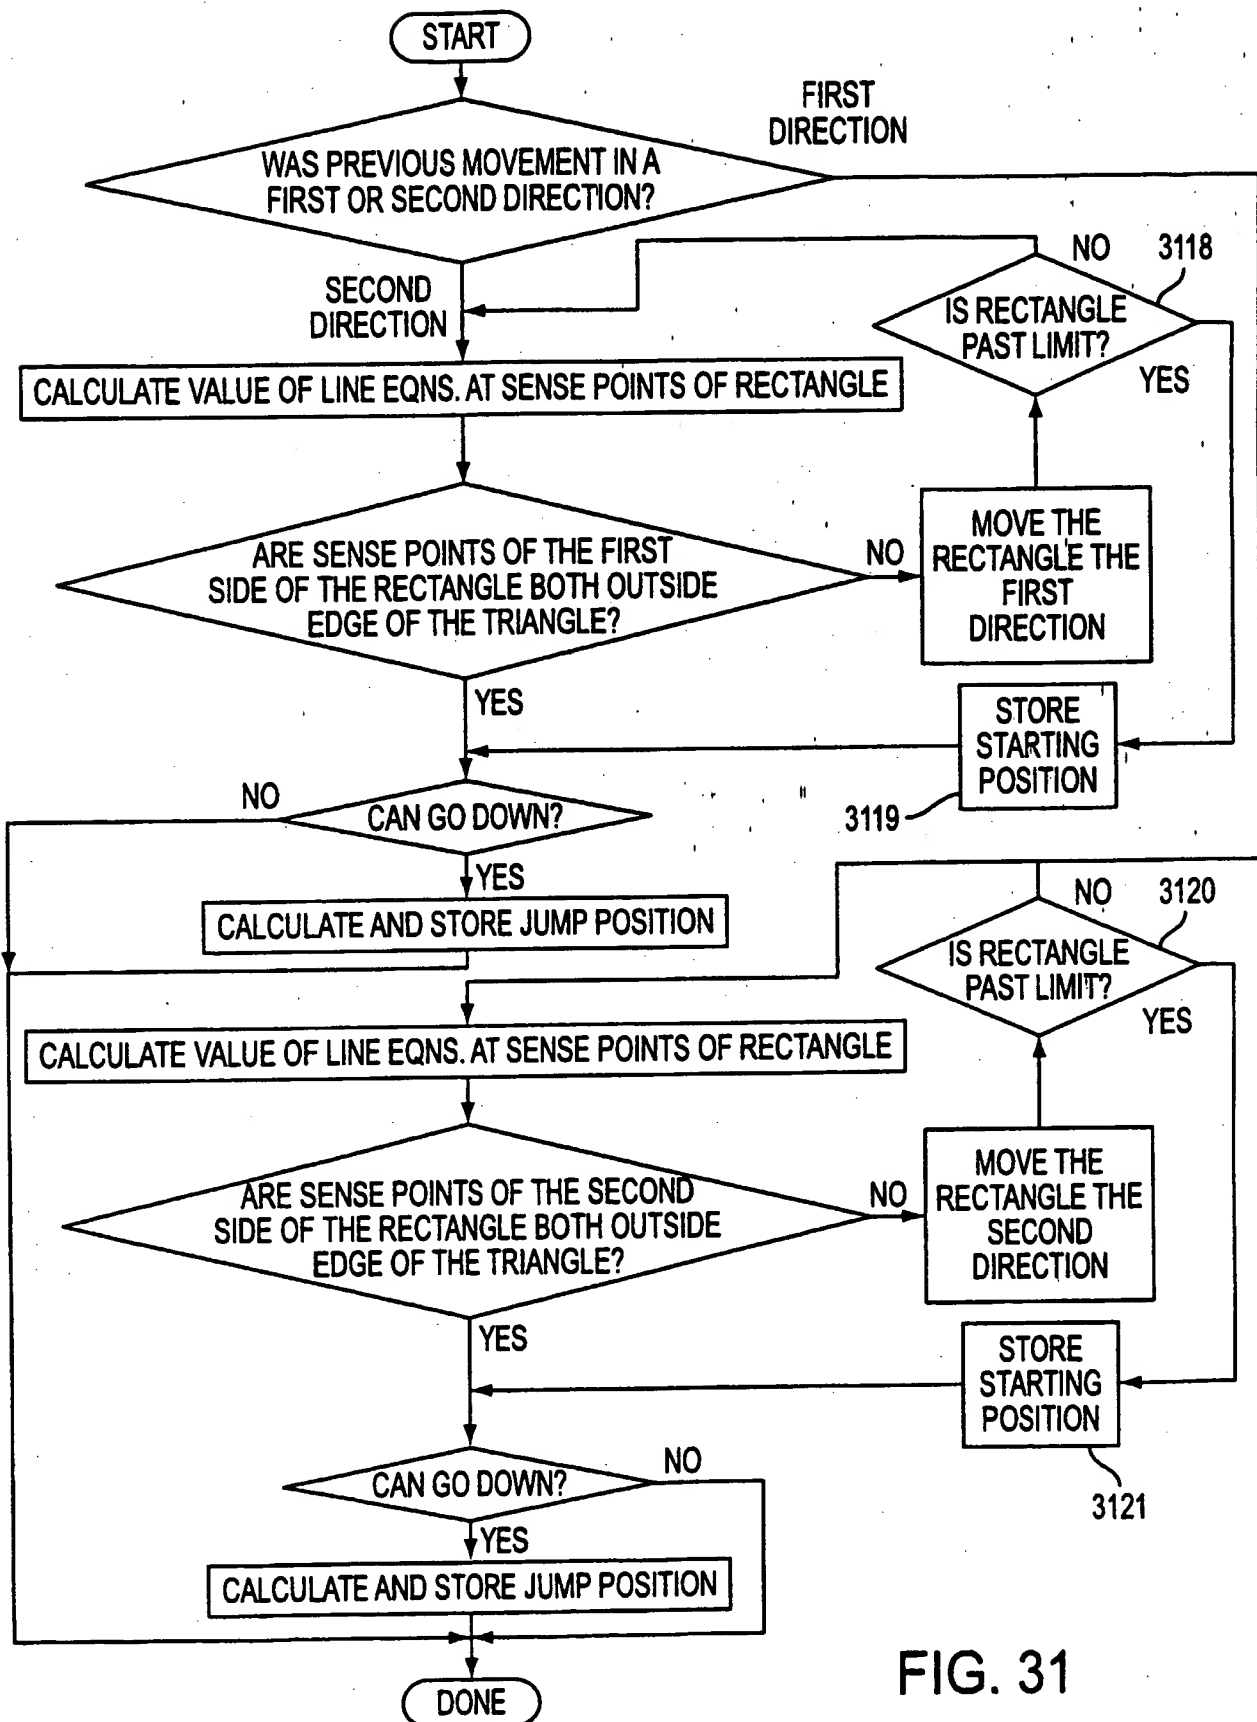 START
FIRST
DIRECTION
WAS PREVIOUS MOVEMENT IN A
FIRST OR SECOND DIRECTION?
NO
3118
SECOND
DIRECTION
IS RECTANGLE
PAST LIMIT?
YES
CALCULATE VALUE OF LINE EQNS. AT SENSE POINTS OF RECTANGLE
ARE SENSE POINTS OF THE FIRST
SIDE OF THE RECTANGLE BOTH OUTSIDE
EDGE OF THE TRIANGLE?
NO
MOVE THE
RECTANGLE THE
FIRST
DIRECTION
YES
STORE
STARTING
POSITION
3119
NO
CAN GO DOWN?
YES
CALCULATE AND STORE JUMP POSITION
NO
3120
IS RECTANGLE
PAST LIMIT?
YES
CALCULATE VALUE OF LINE EQNS. AT SENSE POINTS OF RECTANGLE
ARE SENSE POINTS OF THE SECOND
SIDE OF THE RECTANGLE BOTH OUTSIDE
EDGE OF THE TRIANGLE?
NO
MOVE THE
RECTANGLE THE
SECOND
DIRECTION
YES
STORE
STARTING
POSITION
3121
CAN GO DOWN?
NO
YES
CALCULATE AND STORE JUMP POSITION
DONE
FIG. 31